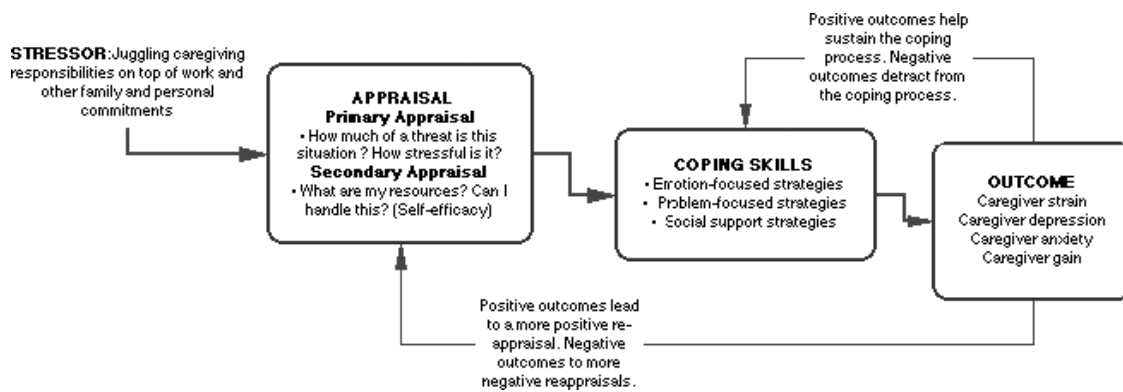 STRESSOR:Juggling caregiving
responsibilities on top of work and
other family and personal
commitments
APPRAISAL
Primary Appraisal
• How much of a threat is this
situation ? How stressful is it?
Secondary Appraisal
• What are my resources? Can I
handle this? (Self-efficacy)
COPING SKILLS
• Emotion-focused strategies
• Problem-focused strategies
• Social support strategies
Positive outcomes help
sustain the coping
process. Negative
outcomes detract from
the coping process.
OUTCOME
Caregiver strain
Caregiver depression
Caregiver anxiety
Caregiver gain
Positive outcomes lead
to a more positive re-
appraisal. Negative
outcomes to more
negative reappraisals.